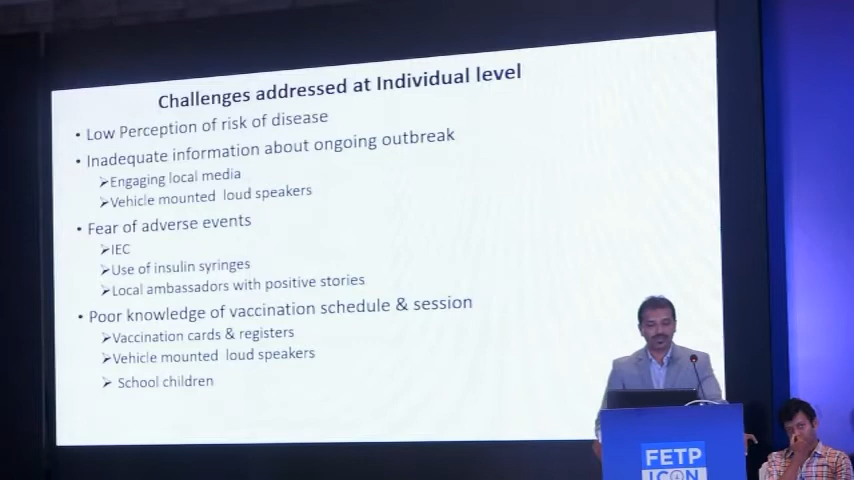 Challenges addressed at Individual level
• Low Perception of risk of disease
• Inadequate information about ongoing outbreak
➢Engaging local media
➢Vehicle mounted loud speakers
• Fear of adverse events
➢IEC
➢Use of insulin syringes
➢Local ambassadors with positive stories
• Poor knowledge of vaccination schedule & session
➢Vaccination cards & registers
➢Vehicle mounted loud speakers
➢ School children
FETP
ICON